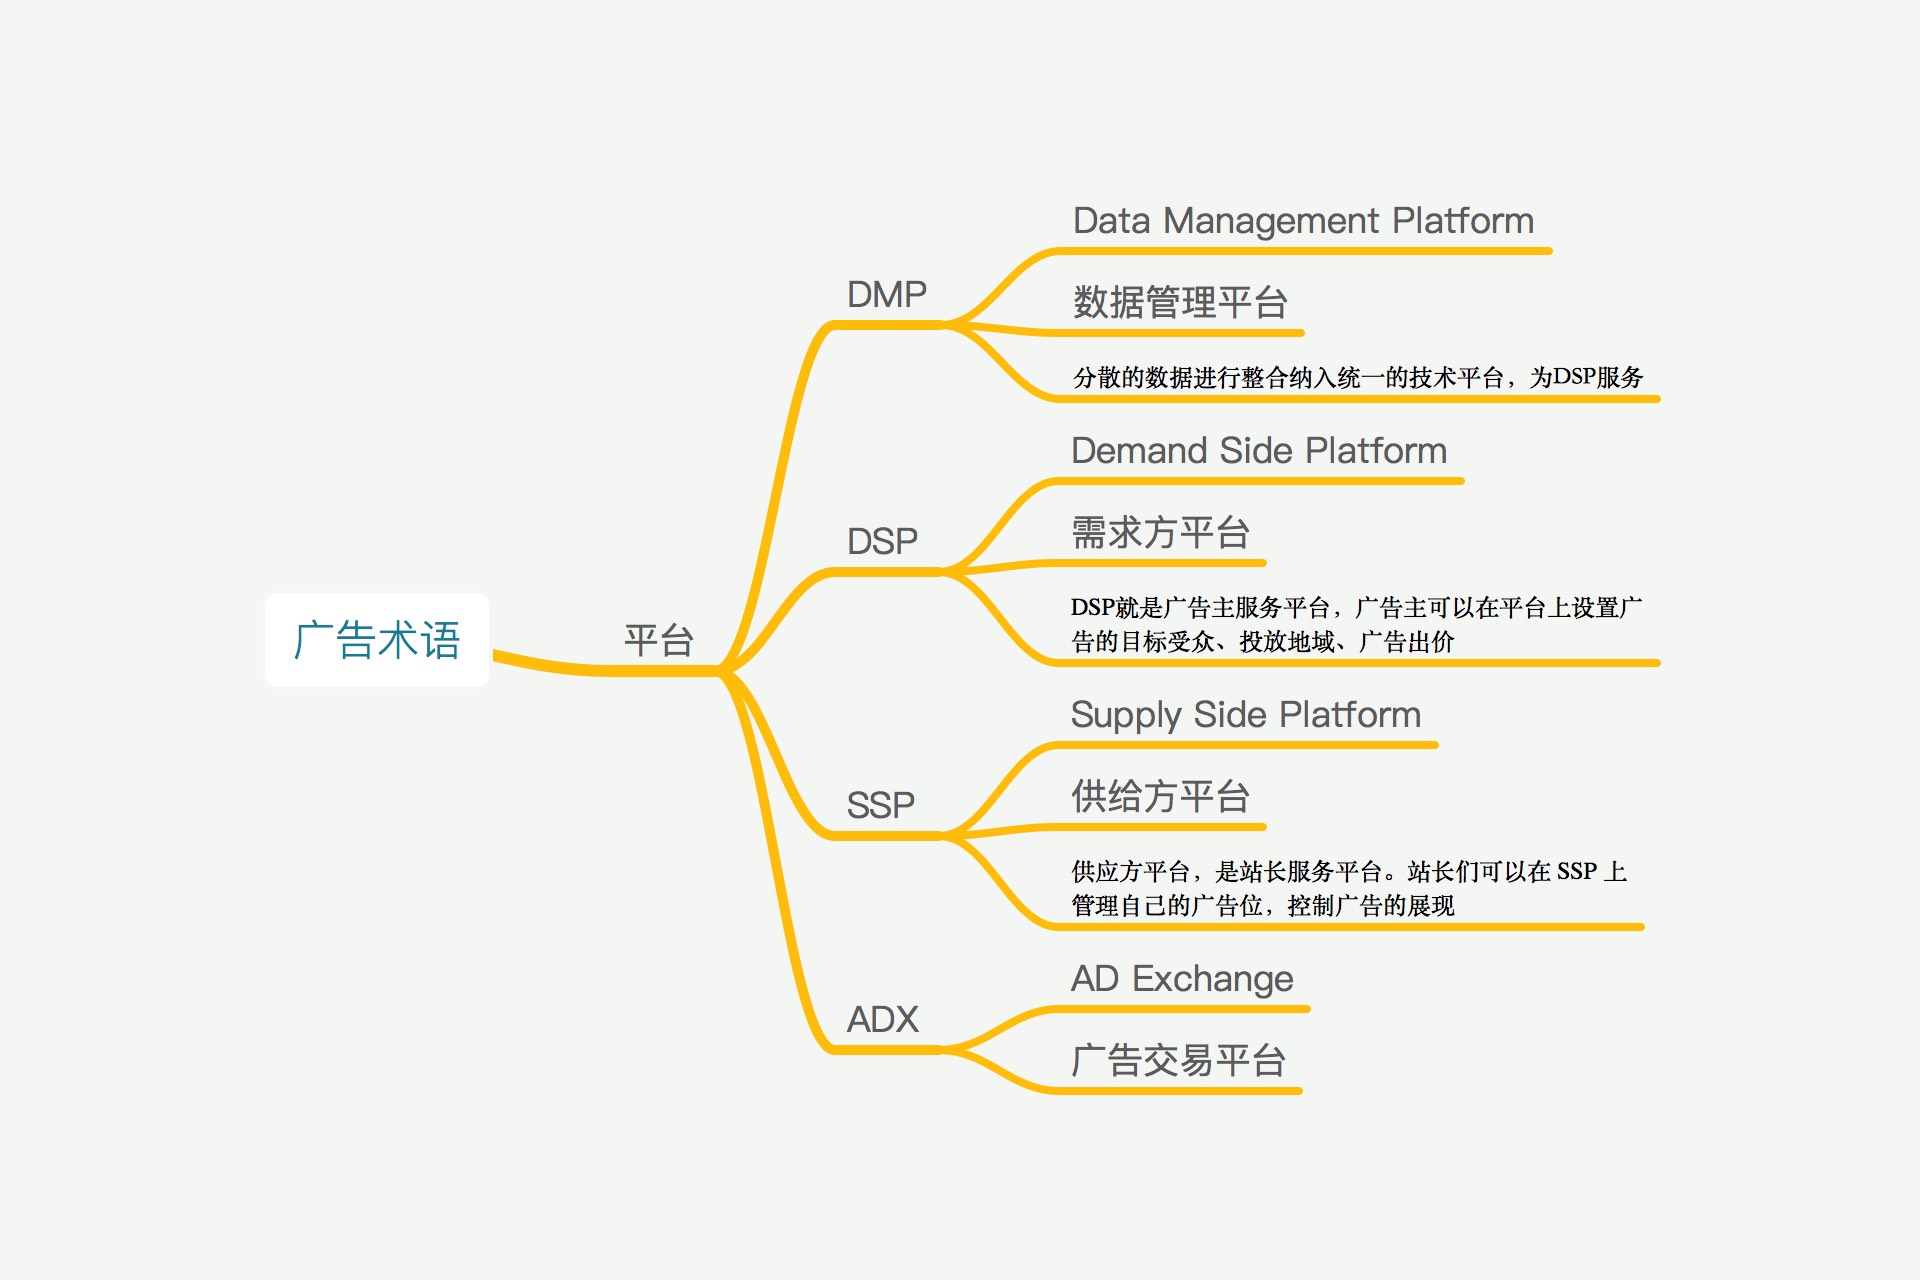 广告术语
平台
DMP
Data Management Platform
数据管理平台
分散的数据进行整合纳入统一的技术平台，为DSP服务
DSP
Demand Side Platform
需求方平台
DSP就是广告主服务平台，广告主可以在平台上设置广
告的目标受众、投放地域、广告出价
SSP
Supply Side Platform
供给方平台
供应方平台，是站长服务平台。站长们可以在 SSP 上
管理自己的广告位，控制广告的展现
ADX
AD Exchange
广告交易平台